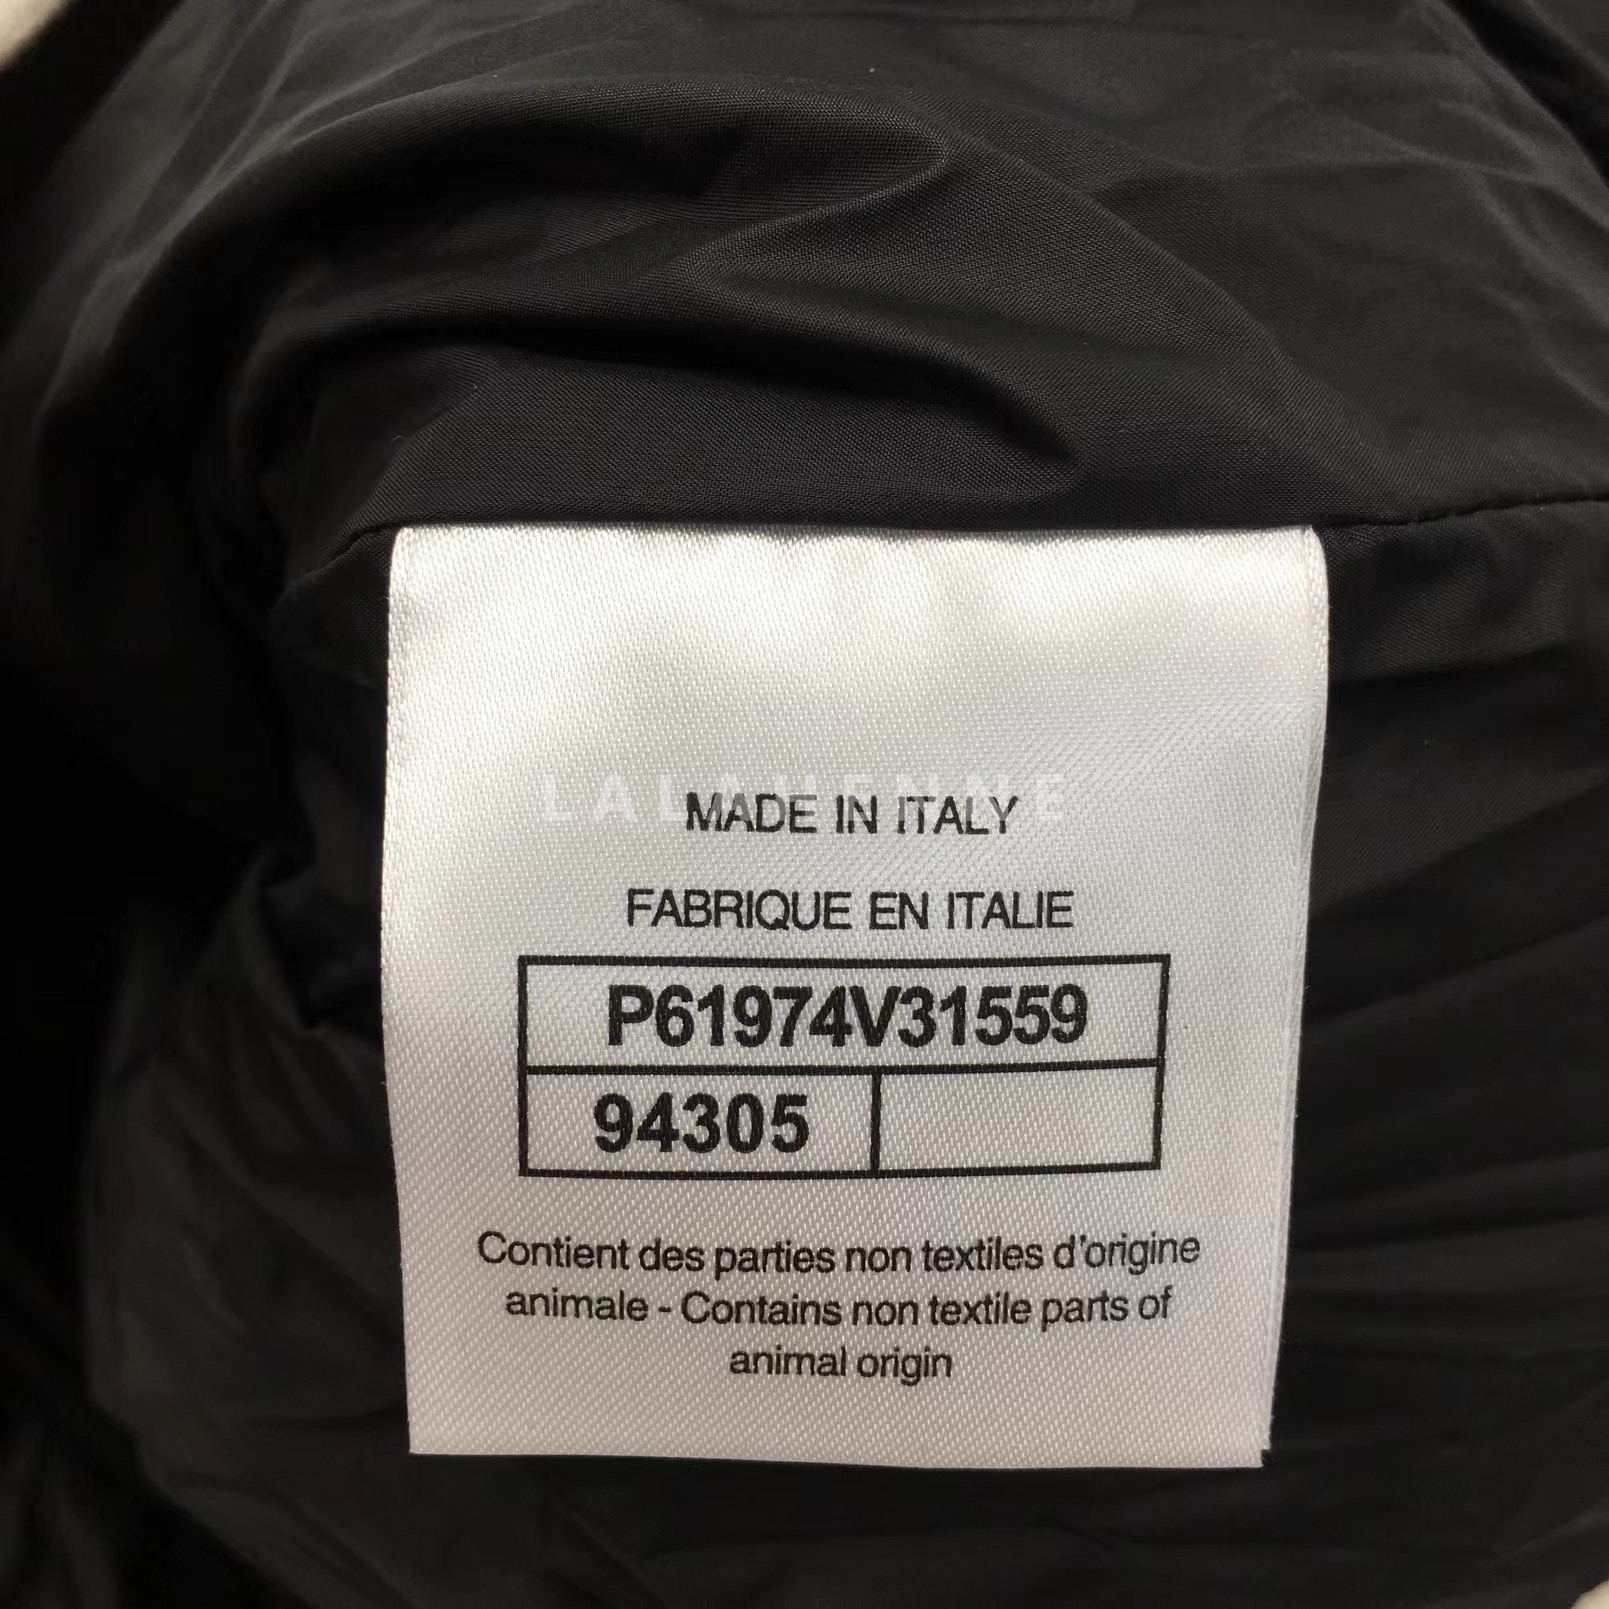 LALAHENNE
MADE IN ITALY
FABRIQUE EN ITALIE
P61974V31559
94305
Contient des parties non textiles d'origine
animale - Contains non textile parts of
animal origin